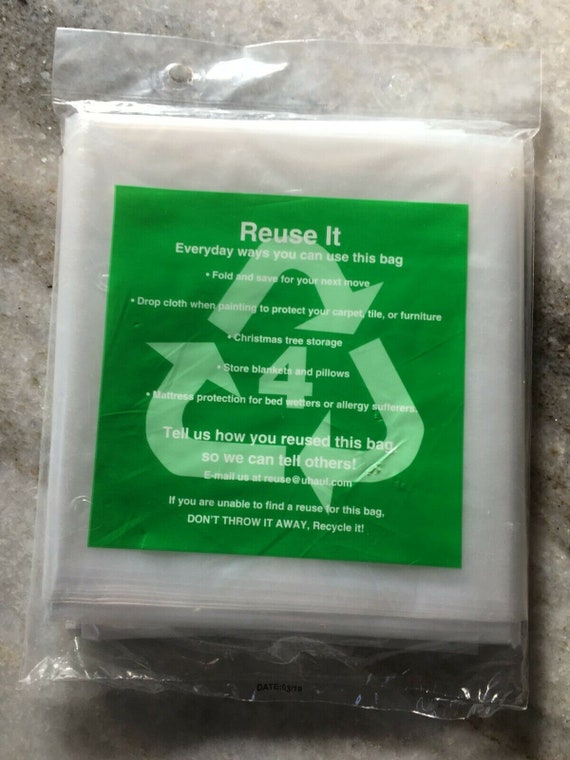 Reuse It
Everyday ways you can use this bag
• Fold and save for your next move
• Drop cloth when painting to protect your carpet, tile, or furniture
• Christmas tree storage
• Store blankets and pillows
4
• Mattress protection for bed wetters or allergy sufferers
Tell us how you reused this bag
so we can tell others!
E-mail us at reuse@uhaul.com
If you are unable to find a reuse for this bag,
DON'T THROW IT AWAY, Recycle it!